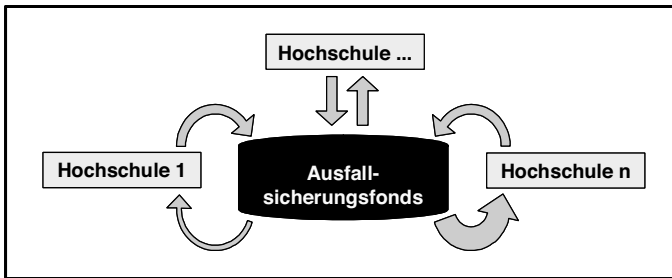 Hochschule ...
Hochschule 1
Ausfall-
sicherungsfonds
Hochschule n